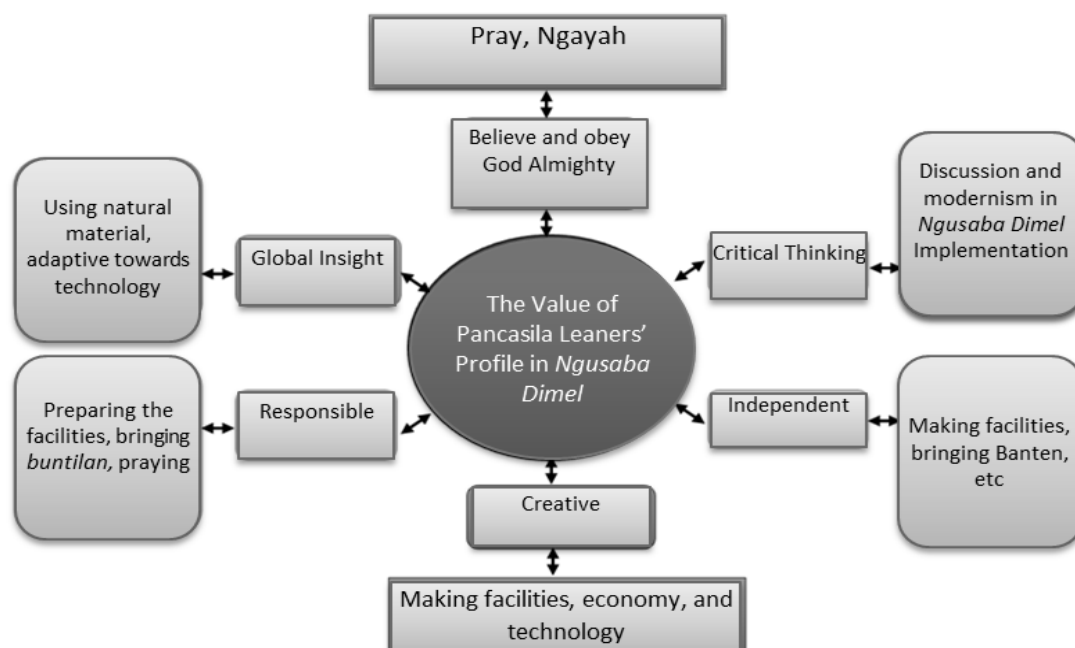 Pray, Ngayah
Believe and obey
God Almighty
Using natural
material,
adaptive towards
technology
Global Insight
Critical Thinking
Discussion and
modernism in
Ngusaba Dimel
Implementation
The Value of
Pancasila Leaners’
Profile in Ngusaba
Dimel
Preparing the
facilities, bringing
buntilan, praying
Responsible
Independent
Making facilities,
bringing Banten,
etc
Creative
Making facilities, economy, and
technology